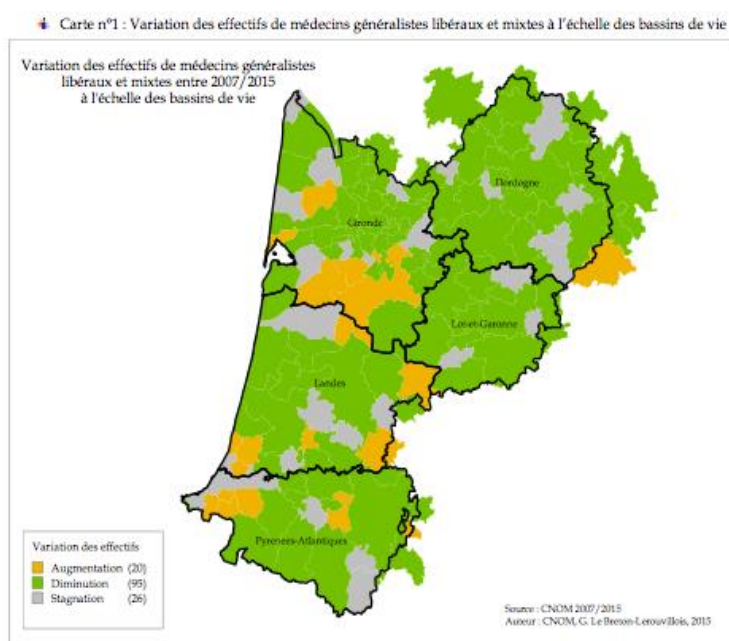 Carte n°1 : Variation des effectifs de médecins généralistes libéraux et mixtes à l'échelle des bassins de vie
Variation des effectifs de médecins généralistes
libéraux et mixtes entre 2007/2015
à l'échelle des bassins de vie
Dordogne
Gironde
Lot-et-Garonne
Landes
Pyrenees-Atlantiques
Variation des effectifs
Augmentation (20)
Diminution (95)
Stagnation (26)
Source : CNOM 2007/2015
Auteur : CNOM, G. Le Breton-Lerouvillois, 2015